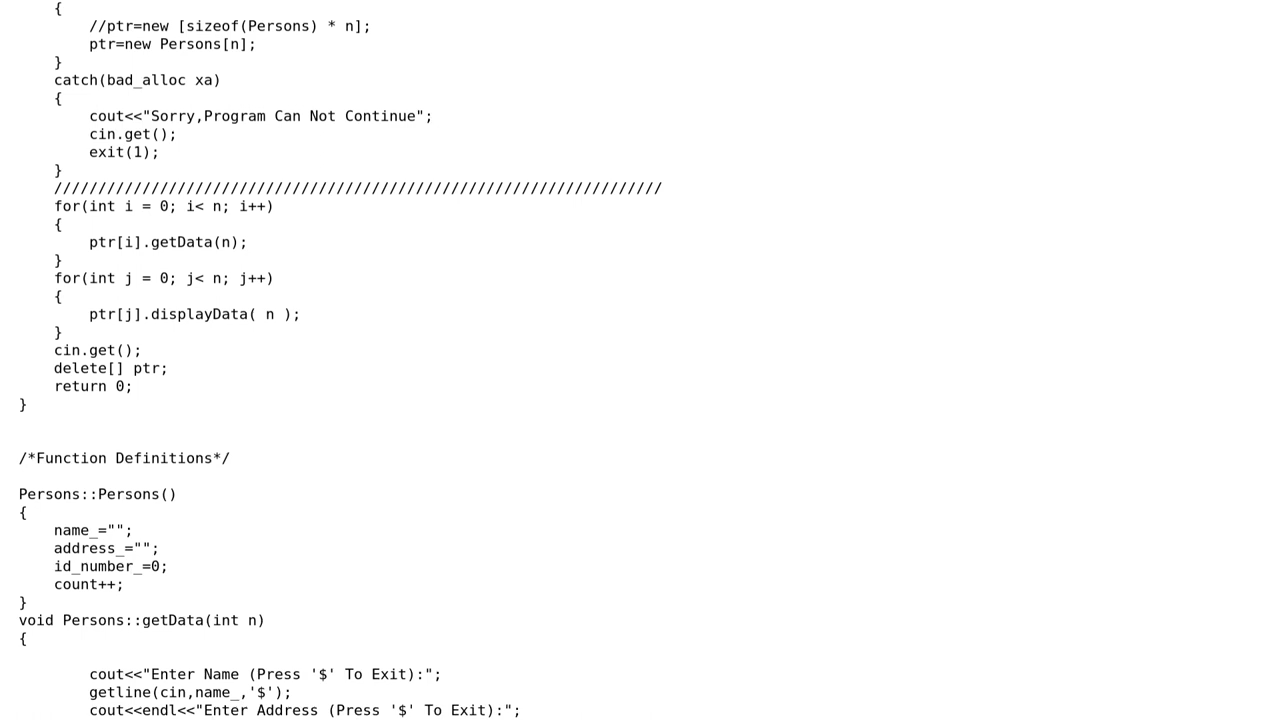 {
//ptr=new [sizeof(Persons) * n];
ptr=new Persons[n];
}
catch(bad_alloc xa)
{
cout<<"Sorry,Program Can Not Continue";
cin.get();
exit(1);
}
/////////////////////////////////////////////////////////////////////
for(int i = 0; i< n; i++)
{
ptr[i].getData(n);
}
for(int j = 0; j< n; j++)
{
ptr[j].displayData( n );
}
cin.get();
delete[] ptr;
return 0;
}
/*Function Definitions*/
Persons::Persons()
{
name_="";
address_="";
id_number_=0;
count++;
}
void Persons::getData(int n)
{
cout<<"Enter Name (Press '$' To Exit):";
getline(cin,name_,'$');
cout<<endl<<"Enter Address (Press '$' To Exit):";